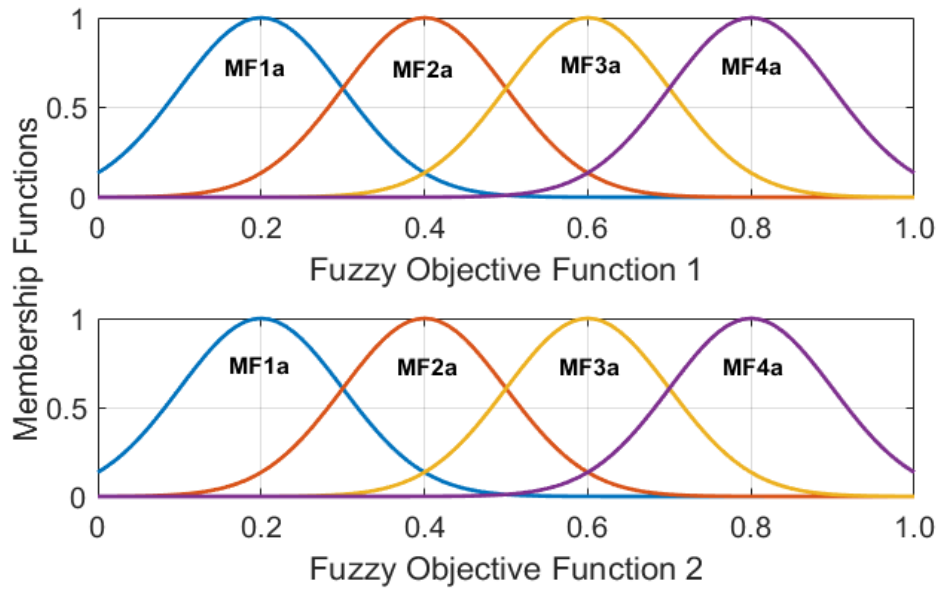 Membership Functions
1
0.5
0
MF1a MF2a MF3a MF4a
0 0.2 0.4 0.6 0.8 1.0
Fuzzy Objective Function 1
1
0.5
0
MF1a MF2a MF3a MF4a
0 0.2 0.4 0.6 0.8 1.0
Fuzzy Objective Function 2